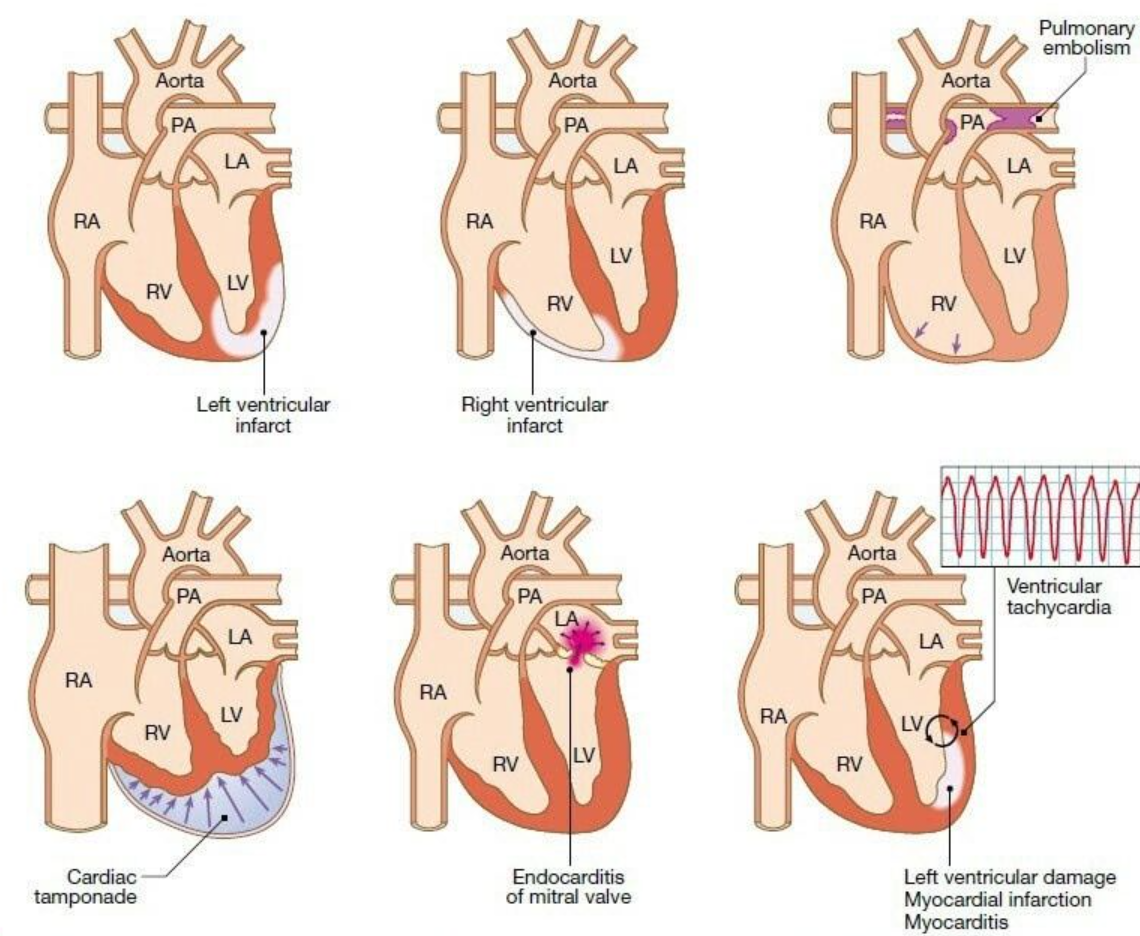 Aorta
PA
LA
RA
LV
RV
Left ventricular
infarct
Aorta
PA
LA
RA
LV
RV
Right ventricular
infarct
Pulmonary
embolism
Aorta
PA
LA
RA
LV
RV
Aorta
PA
LA
RA
LV
RV
Cardiac
tamponade
Aorta
PA
LA
RA
LV
RV
Endocarditis
of mitral valve
Ventricular
tachycardia
Aorta
PA
LA
RA
LV
RV
Left ventricular damage
Myocardial infarction
Myocarditis